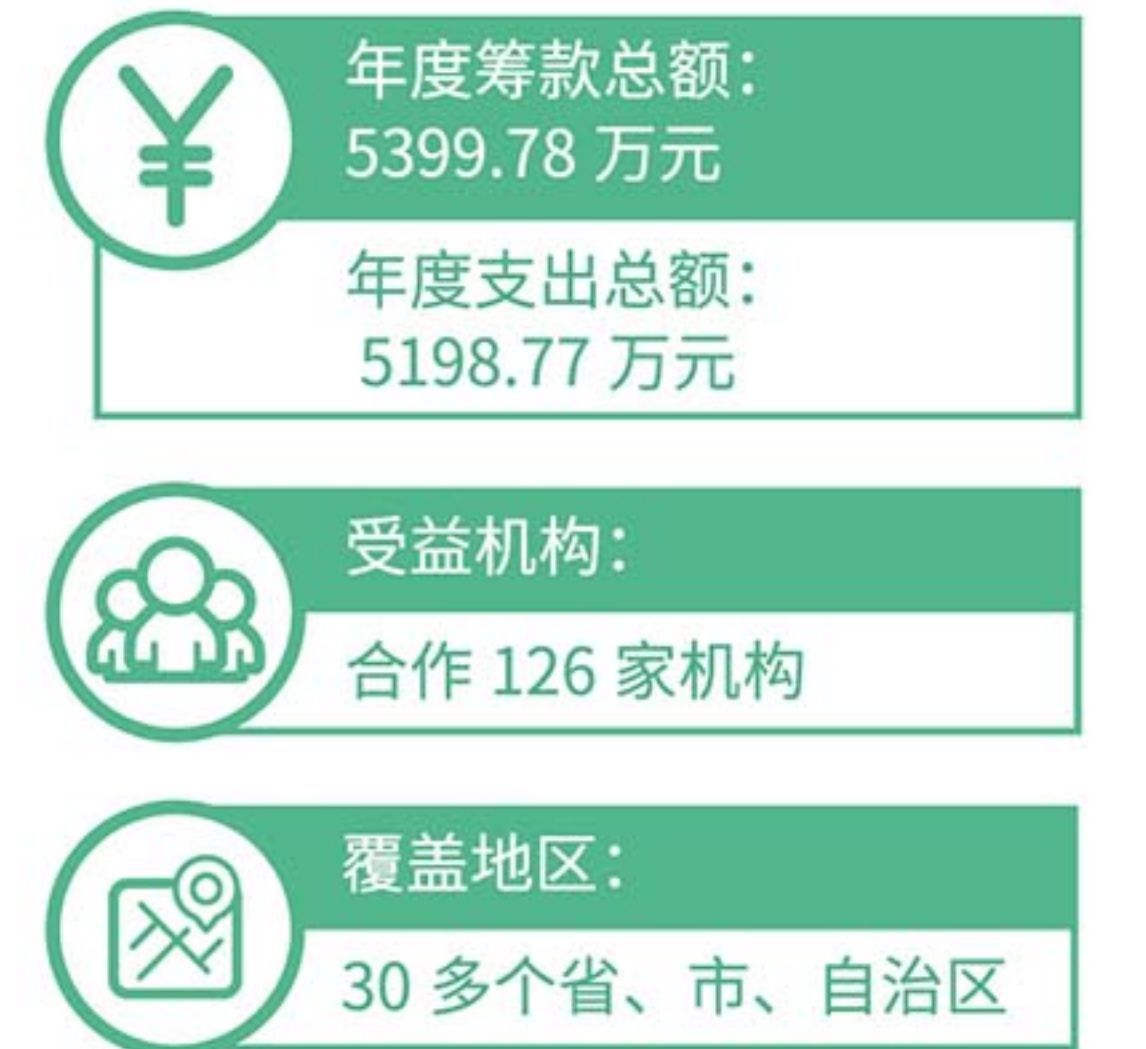 年度筹款总额：
5399.78 万元
年度支出总额：
5198.77 万元
受益机构：
合作 126 家机构
覆盖地区：
30 多个省、市、自治区